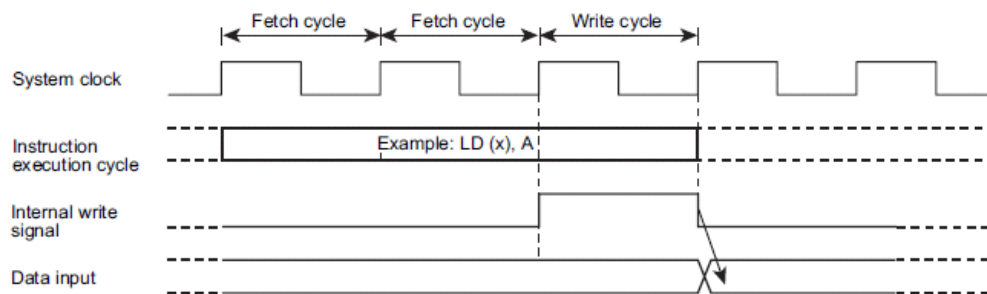 Fetch cycle Fetch cycle Write cycle
System clock
Instruction
execution cycle
Example: LD (x), A
Internal write
signal
Data input